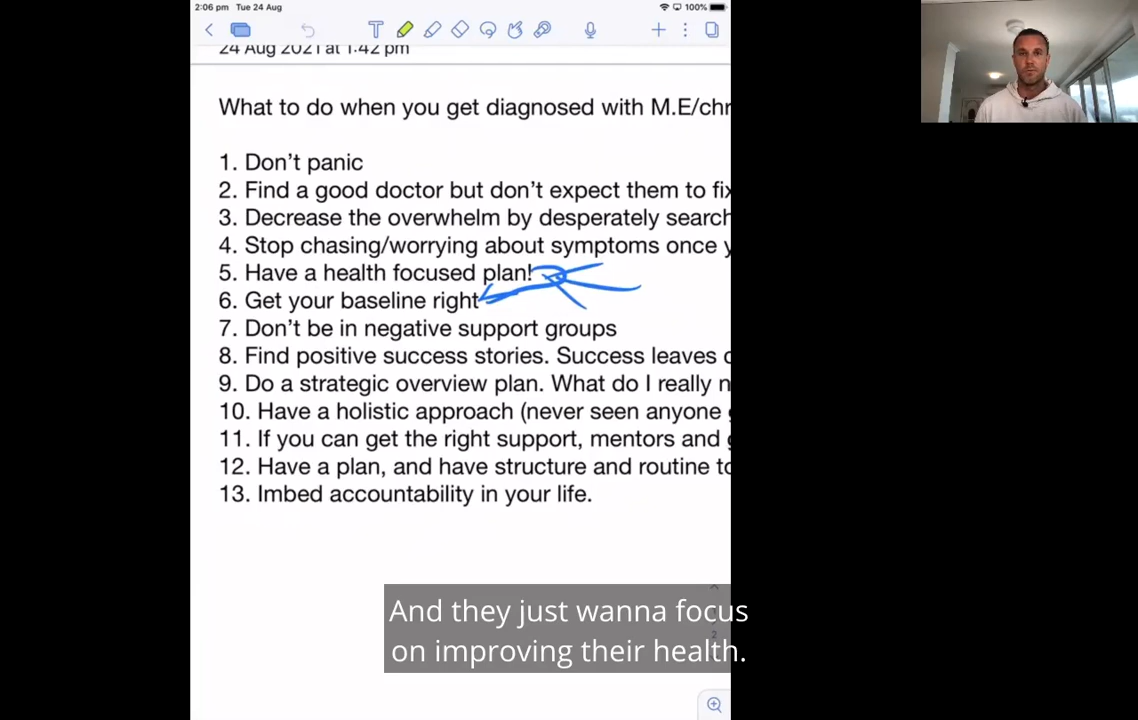 2:06 pm Tue 24 Aug
100%
24 Aug 2021 at 1:42 pm
What to do when you get diagnosed with M.E/chr
1. Don't panic
2. Find a good doctor but don't expect them to fix
3. Decrease the overwhelm by desperately search
4. Stop chasing/worrying about symptoms once y
5. Have a health focused plan!
6. Get your baseline right
7. Don't be in negative support groups
8. Find positive success stories. Success leaves c
9. Do a strategic overview plan. What do I really n
10. Have a holistic approach (never seen anyone
11. If you can get the right support, mentors and
12. Have a plan, and have structure and routine to
13. Imbed accountability in your life.
And they just wanna focus
on improving their health.